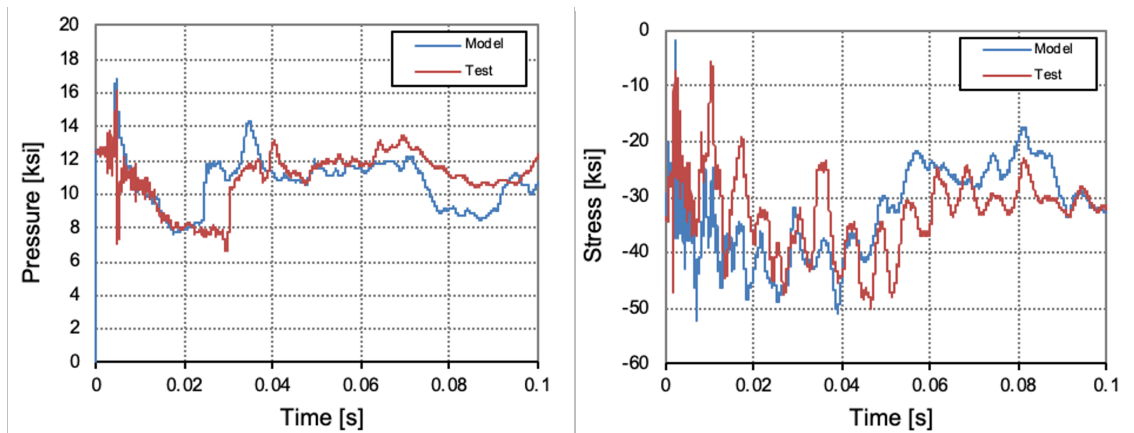 Pressure [ksi]
20
18
16
14
12
10
8
6
4
2
0
Model
Test
0 0.02 0.04 0.06 0.08 0.1
Time [s]
Stress [ksi]
0
-10
-20
-30
-40
-50
-60
Model
Test
0 0.02 0.04 0.06 0.08 0.1
Time [s]